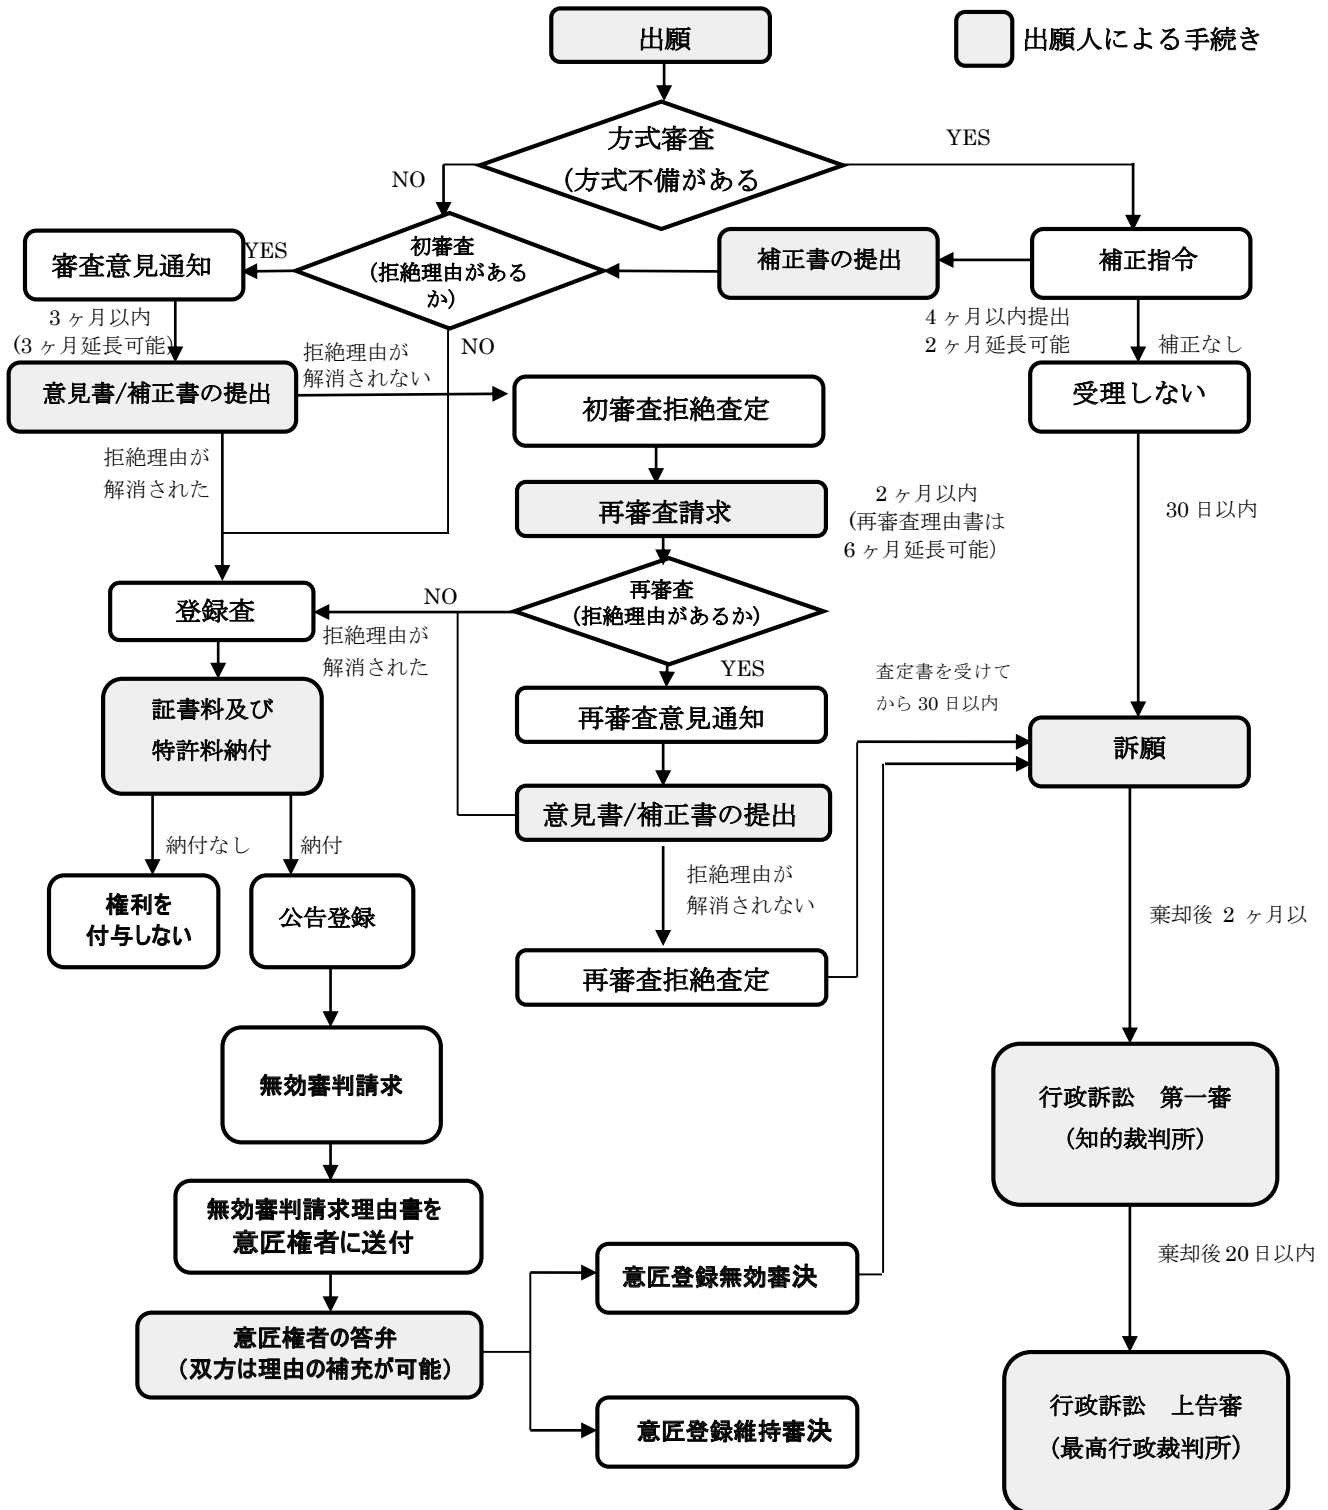 出願
出願人による手続き
方式審査
(方式不備がある
YES
NO
審査意見通知
YES
初審査
(拒絶理由がある
か)
補正書の提出
補正指令
3ヶ月以内
(3ヶ月延長可能)
NO
4ヶ月以内提出
2ヶ月延長可能
補正なし
拒絶理由が
解消されない
意見書/補正書の提出
初審査拒絶査定
受理しない
拒絶理由が
解消された
再審査請求
2ヶ月以内
(再審査理由書は
6ヶ月延長可能)
30日以内
登録査
NO
再審査
(拒絶理由があるか)
拒絶理由が
解消された
YES
証書料及び
特許料納付
再審査意見通知
査定書を受けて
から30日以内
訴願
意見書/補正書の提出
納付なし
納付
拒絶理由が
解消されない
権利を
付与しない
公告登録
棄却後 2 ヶ月以
再審査拒絶査定
無効審判請求
行政訴訟 第一審
(知的裁判所)
無効審判請求理由書を
意匠権者に送付
意匠登録無効審決
棄却後20日以内
意匠権者の答弁
(双方は理由の補充が可能)
意匠登録維持審決
行政訴訟 上告審
(最高行政裁判所)